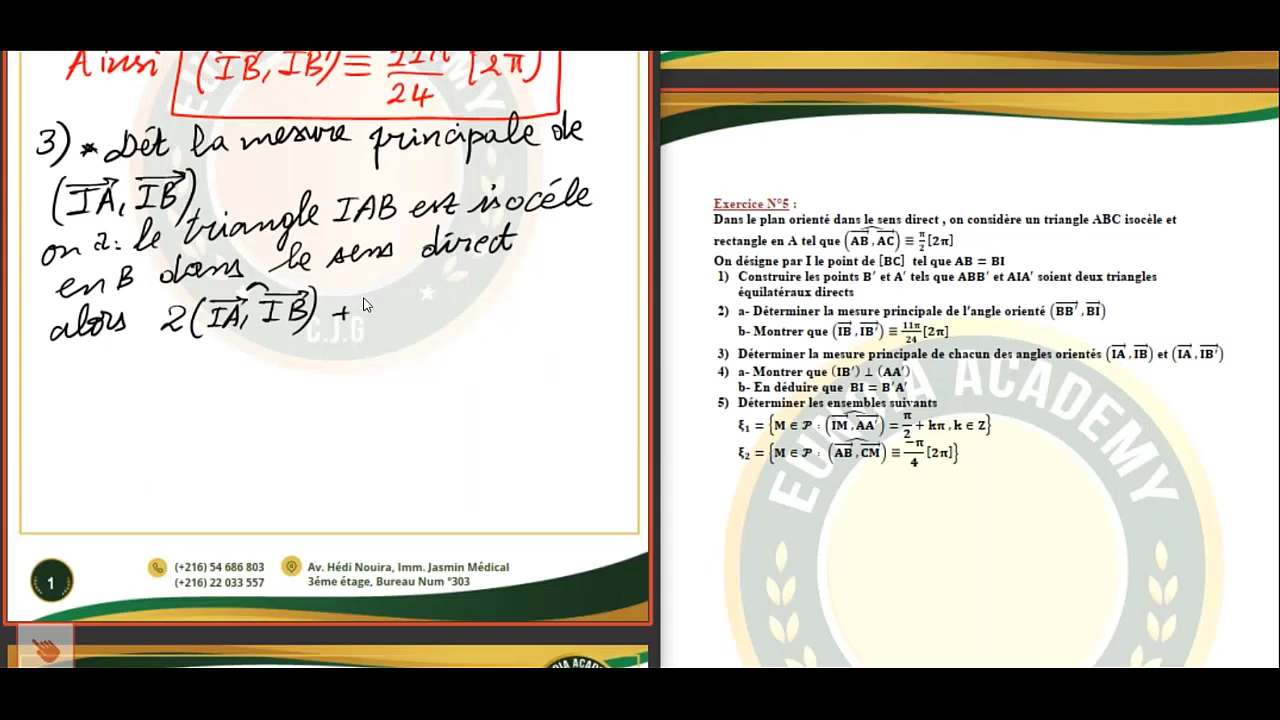 Ainsi (IB, IB') ≡ 11π/24 [2π]
3) * Dét la mesure principale de
(IA, IB)
on a: le triangle IAB est isocéle
en B dans le sens direct
alors 2(IA, IB) +
C.J.G
1
(+216) 54 686 803
(+216) 22 033 557
Av. Hédi Nouira, Imm. Jasmin Médical
3éme étage, Bureau Num °303
Exercice N°5 :
Dans le plan orienté dans le sens direct , on considère un triangle ABC isocèle et
rectangle en A tel que (AB , AC) ≡ π/2 [2π]
On désigne par I le point de [BC] tel que AB = BI
1) Construire les points B′ et A′ tels que ABB′ et AIA′ soient deux triangles
équilatéraux directs
2) a- Déterminer la mesure principale de l'angle orienté (BB′ , BI)
b- Montrer que (IB , IB′) ≡ 11π/24 [2π]
3) Déterminer la mesure principale de chacun des angles orientés (IA , IB) et (IA , IB′)
4) a- Montrer que (IB′) ⊥ (AA′)
b- En déduire que BI = B′A′
5) Déterminer les ensembles suivants
ξ₁ = {M ∈ 𝒫 : (IM , AA′) = π/2 + kπ , k ∈ Z}
ξ₂ = {M ∈ 𝒫 : (AB , CM) ≡ −π/4 [2π]}
ACADEMY
EUNOIA ACADEMY